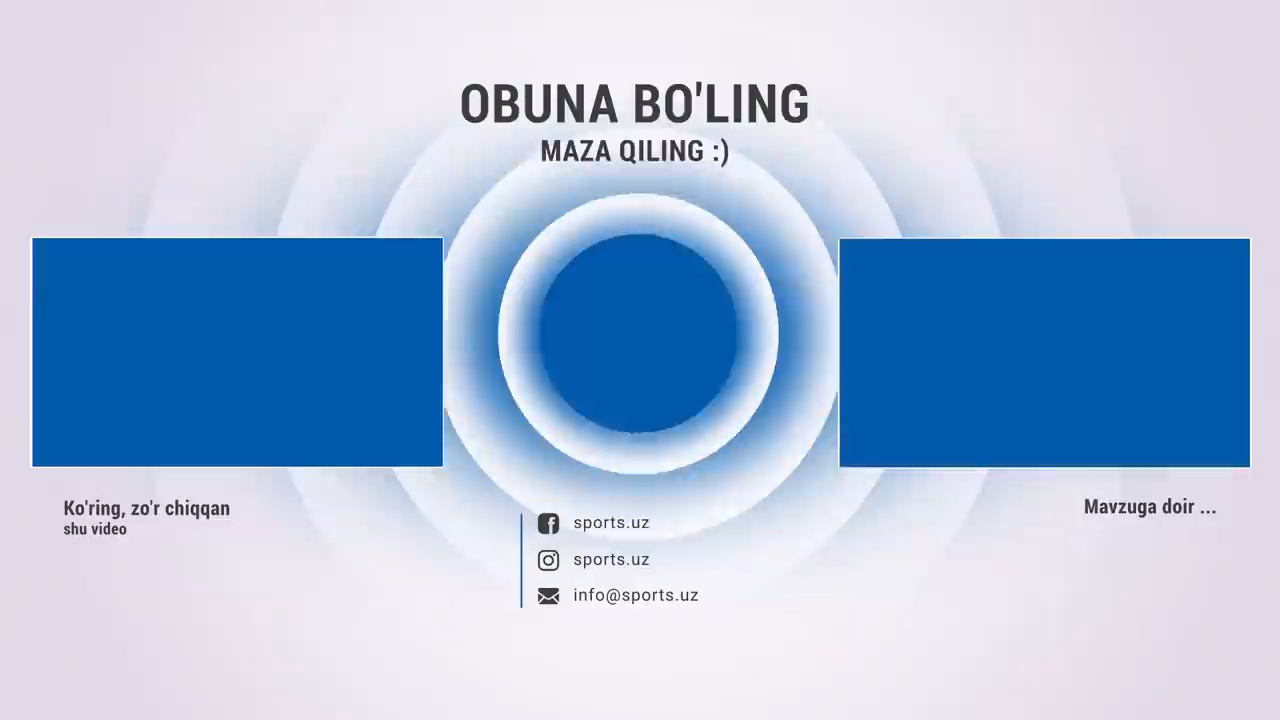 OBUNA BO'LING
MAZA QILING :)
Ko'ring, zo'r chiqqan
shu video
Mavzuga doir ...
sports.uz
sports.uz
info@sports.uz